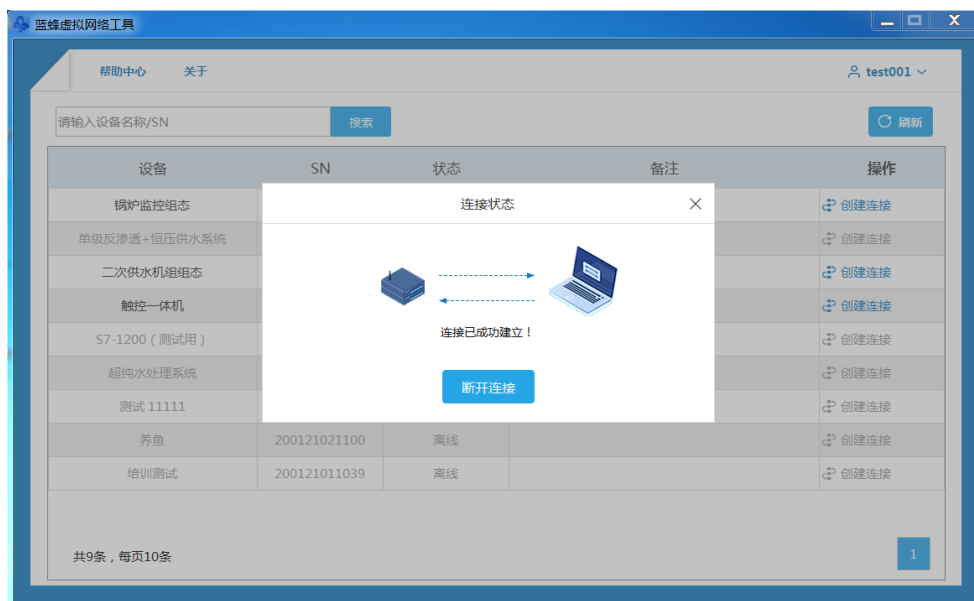 蓝蜂虚拟网络工具
帮助中心 关于 test001
请输入设备名称/SN 搜索 刷新
设备 SN 状态 备注 操作
锅炉监控组态 创建连接
单级反渗透+恒压供水系统 创建连接
二次供水机组组态 创建连接
触控一体机 创建连接
S7-1200(测试用) 创建连接
超纯水处理系统 创建连接
测试 11111 创建连接
养鱼 200121021100 离线 创建连接
培训测试 200121011039 离线 创建连接
连接状态
连接已成功建立!
断开连接
共9条,每页10条 1